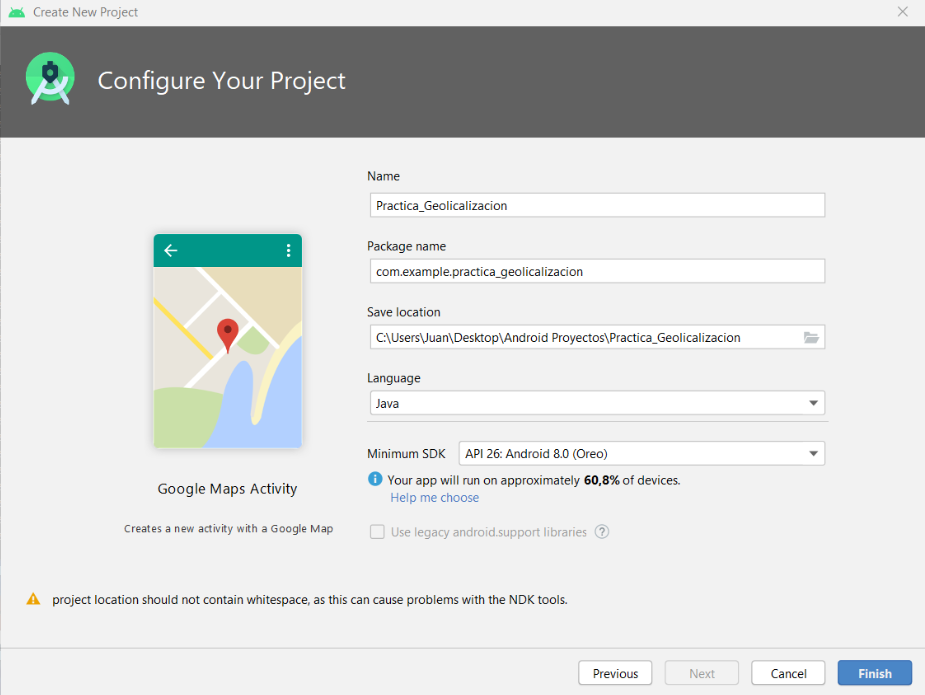 Create New Project
Configure Your Project
Name
Practica_Geolicalizacion
Package name
com.example.practica_geolicalizacion
Save location
C:\Users\Juan\Desktop\Android Proyectos\Practica_Geolicalizacion
Language
Java
Minimum SDK API 26: Android 8.0 (Oreo)
i Your app will run on approximately 60,8% of devices.
Help me choose
Use legacy android.support libraries ?
Google Maps Activity
Creates a new activity with a Google Map
project location should not contain whitespace, as this can cause problems with the NDK tools.
Previous Next Cancel Finish